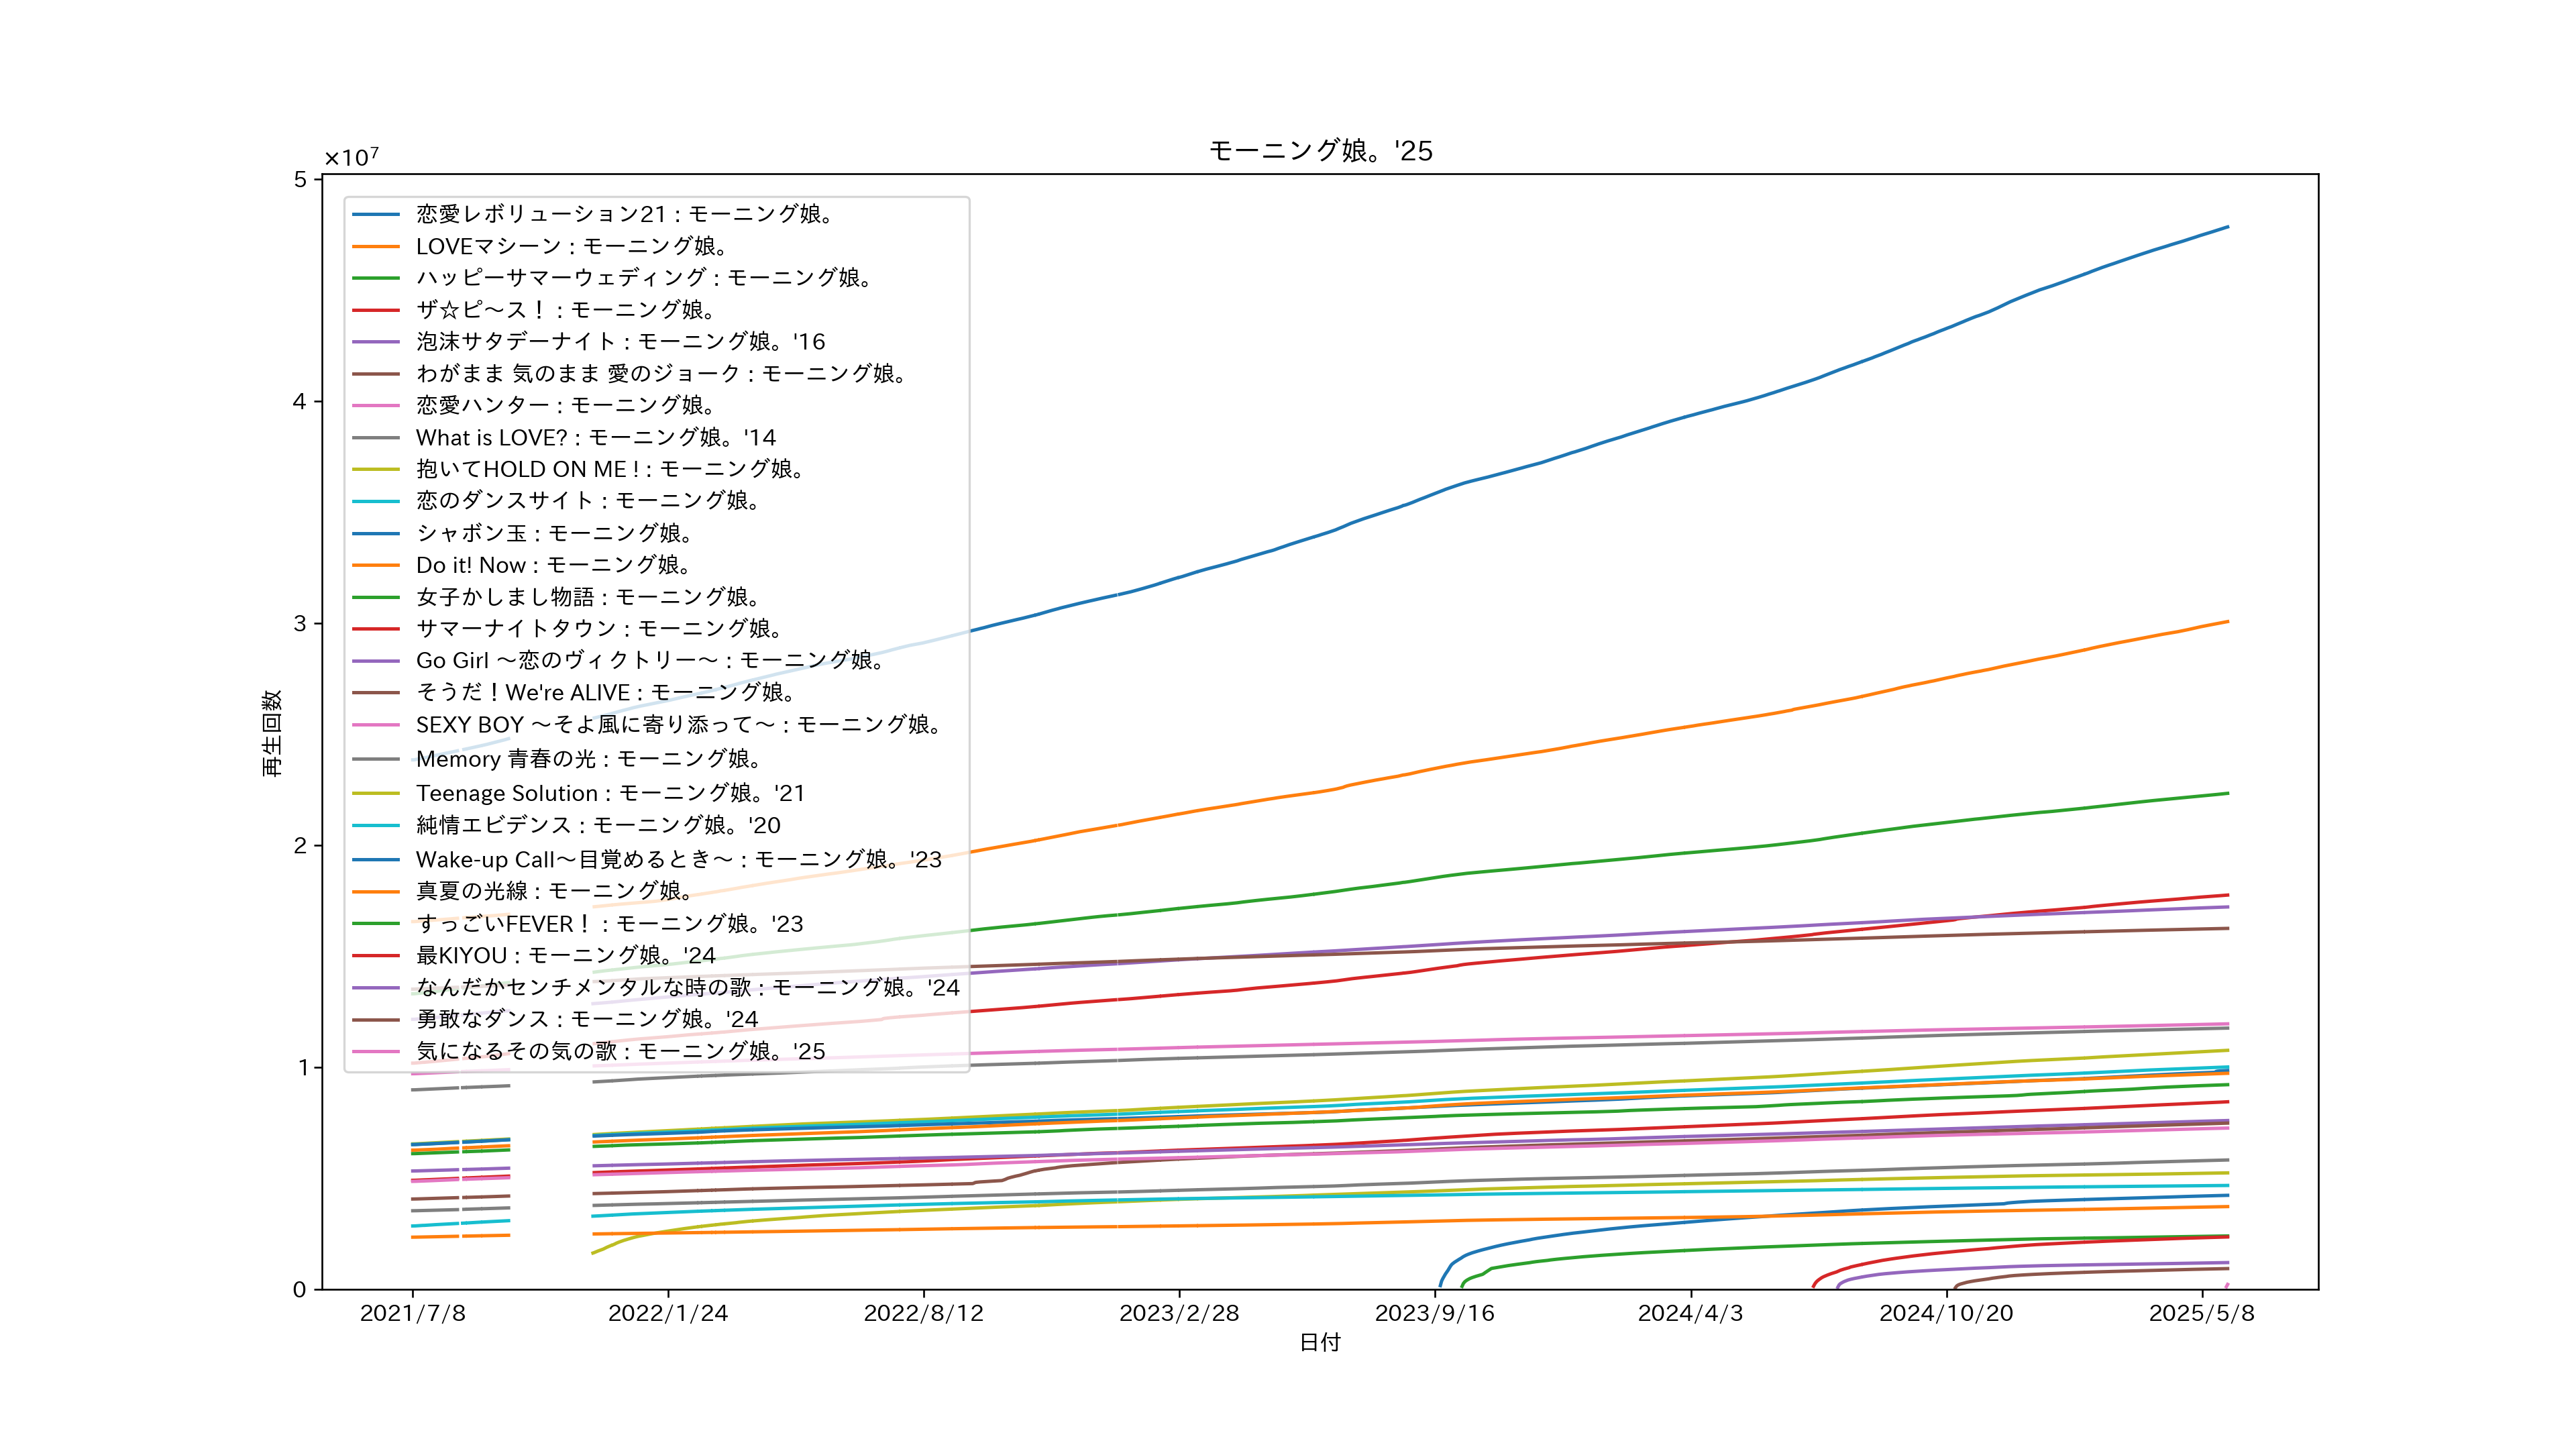 モーニング娘。'25
×10⁷
5
4
3
2
1
0
再生回数
恋愛レボリューション21 : モーニング娘。
LOVEマシーン : モーニング娘。
ハッピーサマーウェディング : モーニング娘。
ザ☆ピ〜ス！ : モーニング娘。
泡沫サタデーナイト : モーニング娘。'16
わがまま 気のまま 愛のジョーク : モーニング娘。
恋愛ハンター : モーニング娘。
What is LOVE? : モーニング娘。'14
抱いてHOLD ON ME ! : モーニング娘。
恋のダンスサイト : モーニング娘。
シャボン玉 : モーニング娘。
Do it! Now : モーニング娘。
女子かしまし物語 : モーニング娘。
サマーナイトタウン : モーニング娘。
Go Girl 〜恋のヴィクトリー〜 : モーニング娘。
そうだ！We're ALIVE : モーニング娘。
SEXY BOY 〜そよ風に寄り添って〜 : モーニング娘。
Memory 青春の光 : モーニング娘。
Teenage Solution : モーニング娘。'21
純情エビデンス : モーニング娘。'20
Wake-up Call〜目覚めるとき〜 : モーニング娘。'23
真夏の光線 : モーニング娘。
すっごいFEVER！ : モーニング娘。'23
最KIYOU : モーニング娘。'24
なんだかセンチメンタルな時の歌 : モーニング娘。'24
勇敢なダンス : モーニング娘。'24
気になるその気の歌 : モーニング娘。'25
2021/7/8 2022/1/24 2022/8/12 2023/2/28 2023/9/16 2024/4/3 2024/10/20 2025/5/8
日付